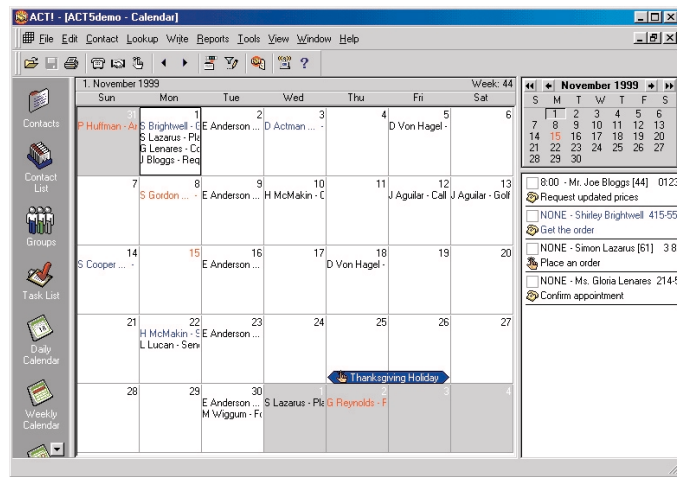 ACT! - [ACT5demo - Calendar]
File Edit Contact Lookup Write Reports Tools View Window Help
1. November 1999 Week: 44
Sun Mon Tue Wed Thu Fri Sat
31 1 2 3 4 5 6
P Huffman - Ar S Brightwell - E Anderson ... D Actman ... - D Von Hagel -
S Lazarus - Pla
G Lenares - Co
J Bloggs - Req
7 8 9 10 11 12 13
S Gordon ... - E Anderson ... H McMakin - C J Aguilar - Call J Aguilar - Golf
14 15 16 17 18 19 20
S Cooper ... - E Anderson ... D Von Hagel -
21 22 23 24 25 26 27
H McMakin - S E Anderson ...
L Lucan - Serv
Thanksgiving Holiday
28 29 30 1 2 3 4
E Anderson ... S Lazarus - Pla G Reynolds - F
M Wiggum - Fo
Contacts
Contact
List
Groups
Task List
Daily
Calendar
Weekly
Calendar
November 1999
S M T W T F S
1 2 3 4 5 6
7 8 9 10 11 12 13
14 15 16 17 18 19 20
21 22 23 24 25 26 27
28 29 30
8:00 - Mr. Joe Bloggs [44] 0123
Request updated prices
NONE - Shirley Brightwell 415-55
Get the order
NONE - Simon Lazarus [61] 3 8
Place an order
NONE - Ms. Gloria Lenares 214-5
Confirm appointment